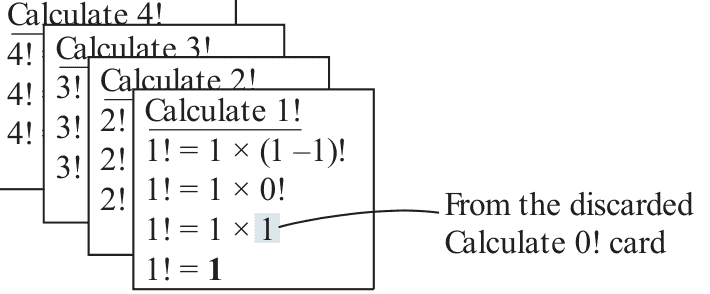 Calculate 4!
4!
4!
4!
Calculate 3!
3!
3!
3!
Calculate 2!
2!
2!
2!
Calculate 1!
1! = 1 × (1 –1)!
1! = 1 × 0!
1! = 1 × 1
1! = 1
From the discarded
Calculate 0! card